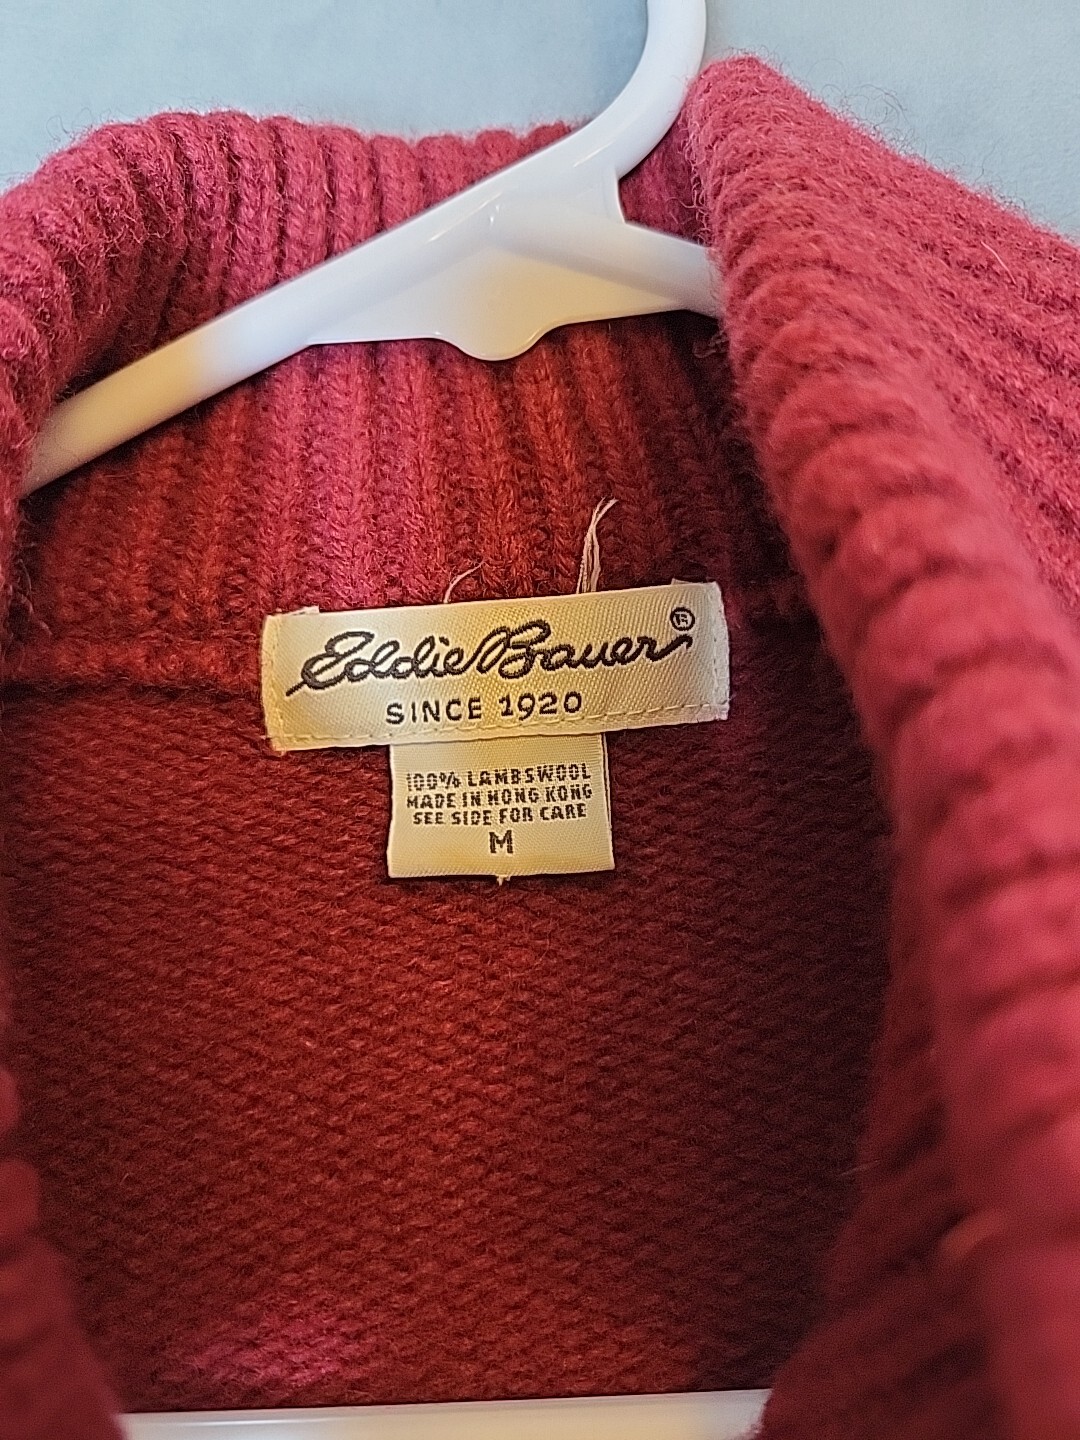 Eddie Bauer®
SINCE 1920
100% LAMBSWOOL
MADE IN HONG KONG
SEE SIDE FOR CARE
M